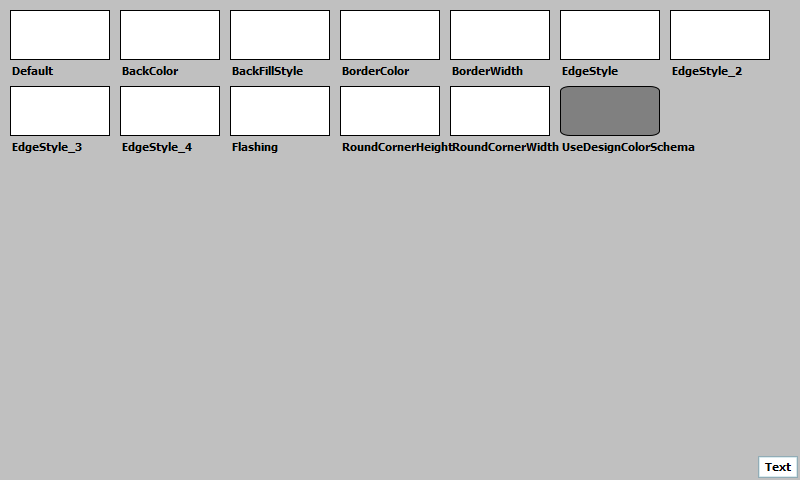 Default BackColor BackFillStyle BorderColor BorderWidth EdgeStyle EdgeStyle_2
EdgeStyle_3 EdgeStyle_4 Flashing RoundCornerHeight RoundCornerWidth UseDesignColorSchema
Text